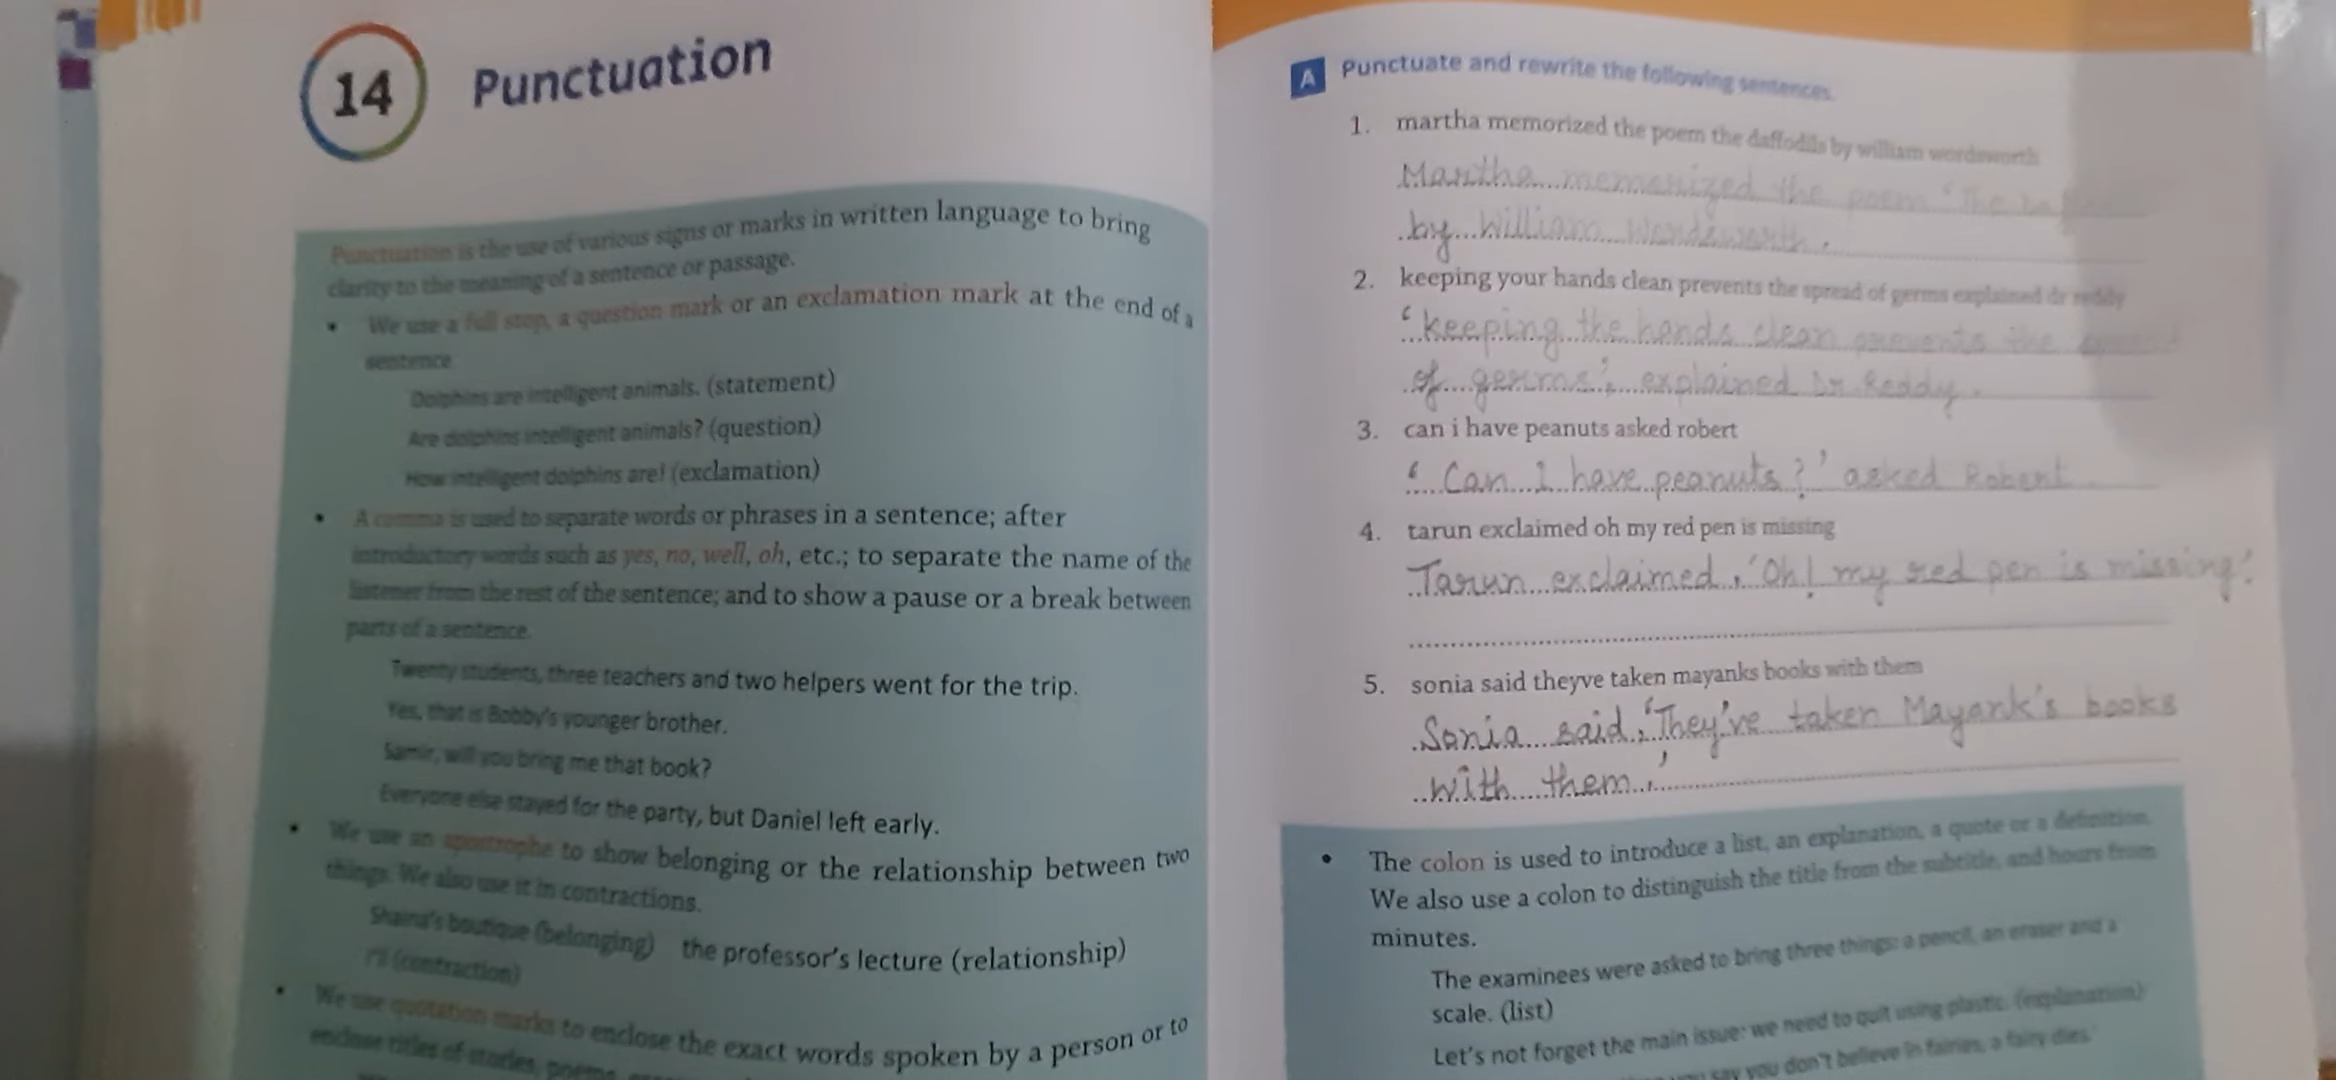 14
Punctuation
Punctuation is the use of various signs or marks in written language to bring
clarity to the meaning of a sentence or passage.
• We use a full stop, a question mark or an exclamation mark at the end of a
sentence
Dolphins are intelligent animals. (statement)
Are dolphins intelligent animals? (question)
How intelligent dolphins are! (exclamation)
• A comma is used to separate words or phrases in a sentence; after
introductory words such as yes, no, well, oh, etc.; to separate the name of the
listener from the rest of the sentence; and to show a pause or a break between
parts of a sentence.
Twenty students, three teachers and two helpers went for the trip.
Yes, that is Bobby's younger brother.
Samir, will you bring me that book?
Everyone else stayed for the party, but Daniel left early.
• We use an apostrophe to show belonging or the relationship between two
things. We also use it in contractions.
Shaina's boutique (belonging) the professor's lecture (relationship)
I'll (contraction)
• We use quotation marks to enclose the exact words spoken by a person or to
enclose titles of stories, poems,
A Punctuate and rewrite the following sentences.
1. martha memorized the poem the daffodils by william wordsworth
Martha memorized the poem 'The
by William Wordsworth.
2. keeping your hands clean prevents the spread of germs explained dr reddy
'keeping the hands clean prevents the spread
of germs', explained Dr Reddy.
3. can i have peanuts asked robert
'Can I have peanuts?' asked Robert.
4. tarun exclaimed oh my red pen is missing
Tarun exclaimed, 'Oh! my red pen is missing.'
5. sonia said theyve taken mayanks books with them
Sonia said, 'They've taken Mayank's books
with them.'
• The colon is used to introduce a list, an explanation, a quote or a definition.
We also use a colon to distinguish the title from the subtitle, and hours from
minutes.
The examinees were asked to bring three things: a pencil, an eraser and a
scale. (list)
Let's not forget the main issue: we need to quit using plastic. (explanation)
you say you don't believe in fairies, a fairy dies.'